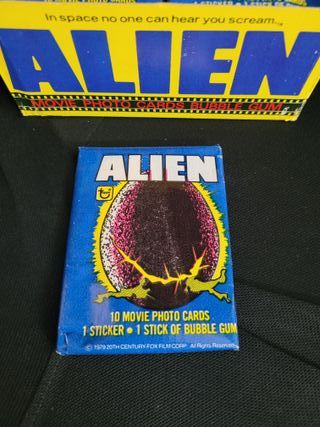 In space no one can hear you scream.™
ALIEN
MOVIE PHOTO CARDS BUBBLE GUM
ALIEN
10 MOVIE PHOTO CARDS
1 STICKER • 1 STICK OF BUBBLE GUM
© 1979 20TH CENTURY-FOX FILM CORP. All Rights Reserved